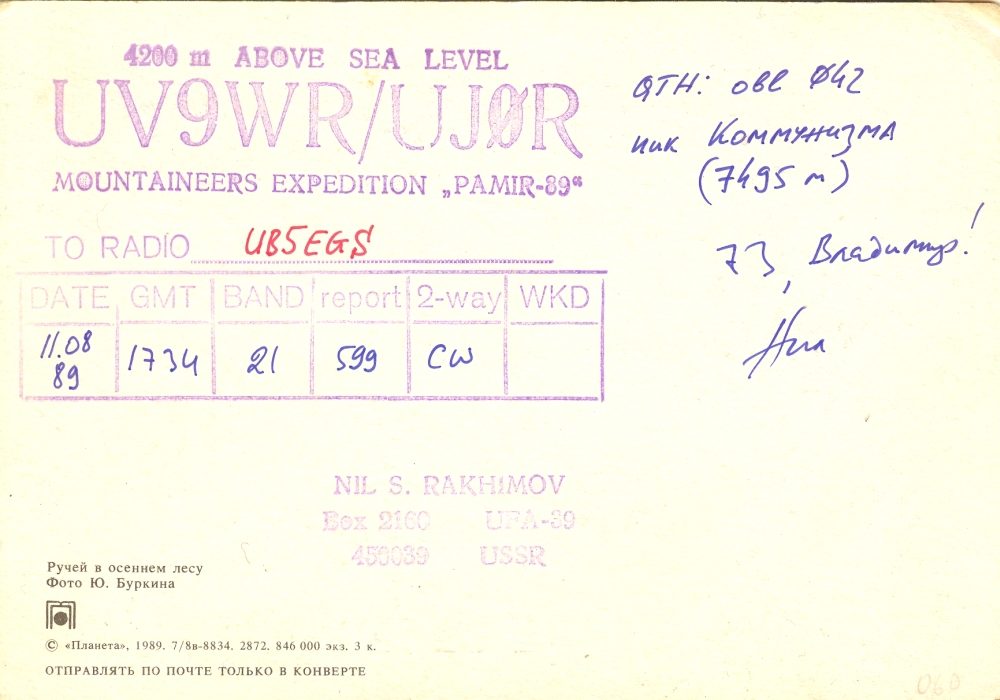 4200 m ABOVE SEA LEVEL
UV9WR/UJØR
MOUNTAINEERS EXPEDITION „PAMIR-89“
TO RADIO UB5EGS
DATE GMT BAND report 2-way WKD
11.08 89 1734 21 599 CW
QTH: обл Ø42
пик Коммунизма
(7495 m)
73, Владимир!
Нил
NIL S. RAKHIMOV
Box 2160 UFA-39
450039 USSR
Ручей в осеннем лесу
Фото Ю. Буркина
© «Планета», 1989. 7/8в-8834. 2872. 846 000 экз. 3 к.
ОТПРАВЛЯТЬ ПО ПОЧТЕ ТОЛЬКО В КОНВЕРТЕ
060